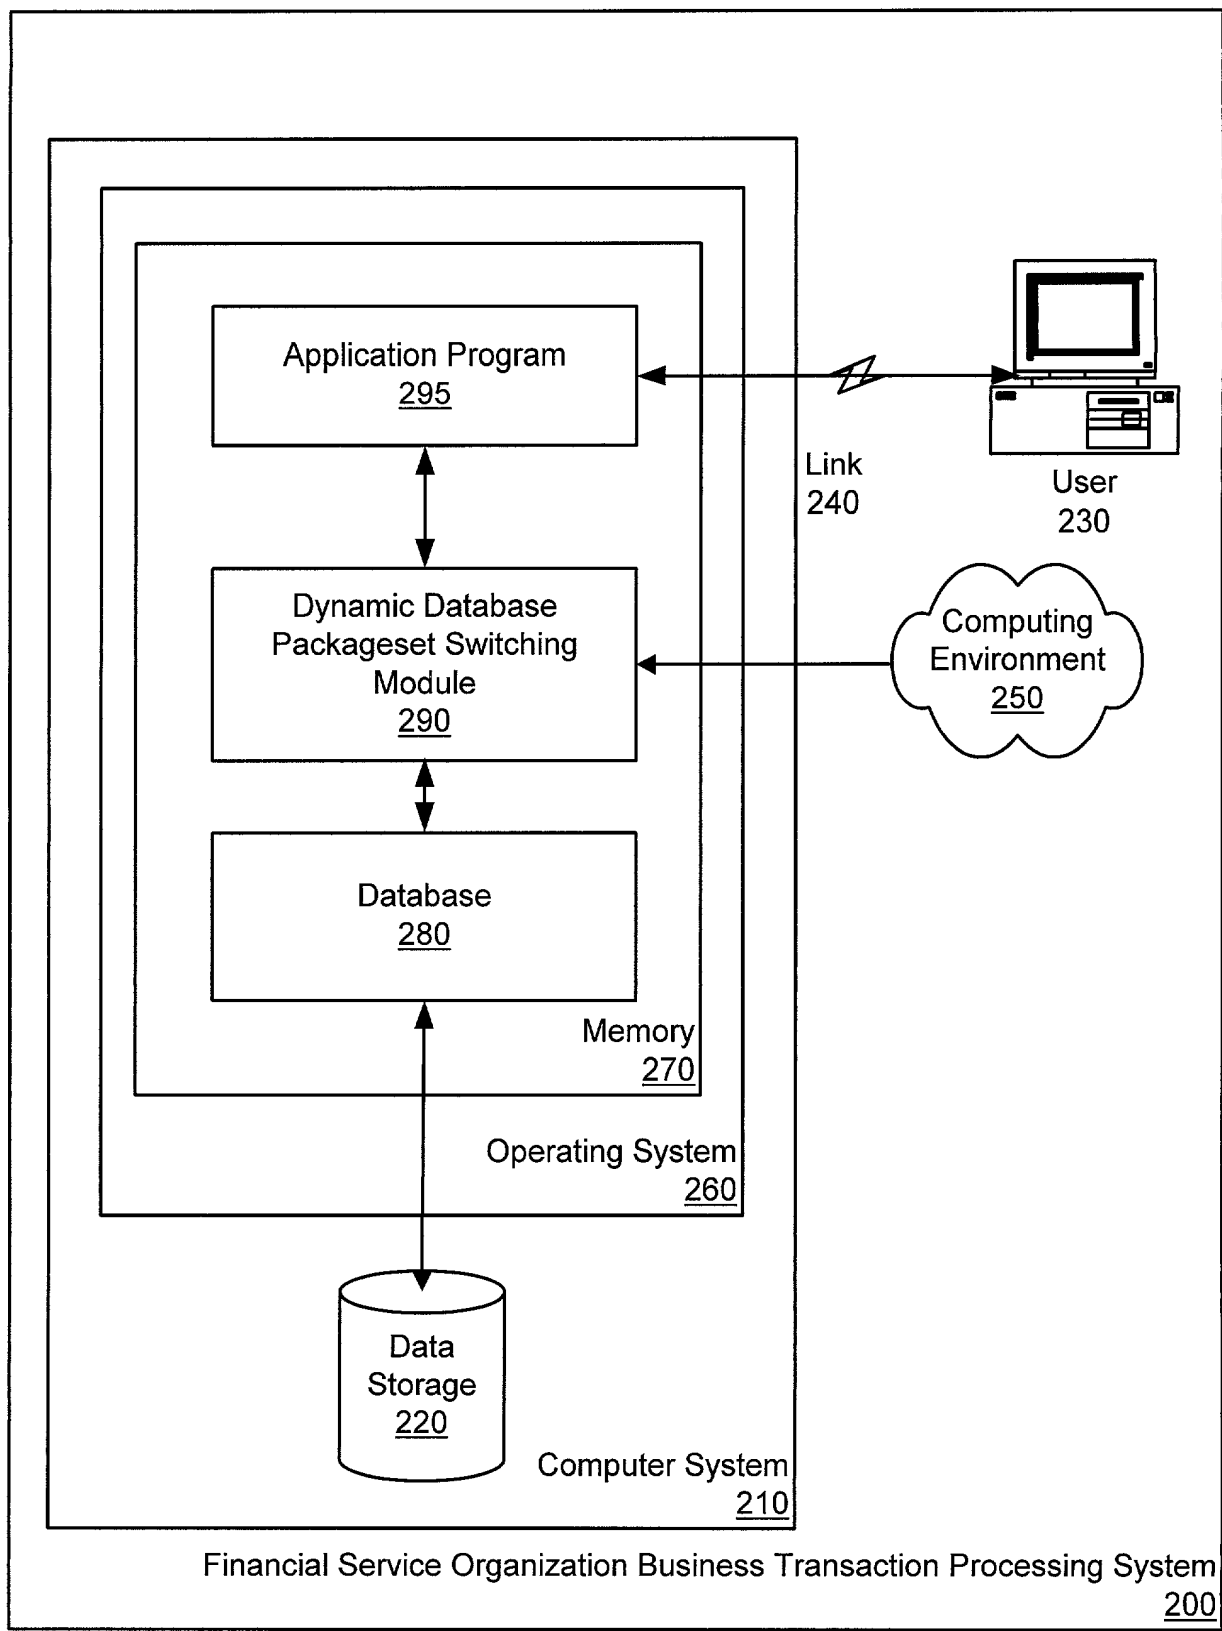 Application Program
295
Link
240
User
230
Dynamic Database
Packageset Switching
Module
290
Computing
Environment
250
Database
280
Memory
270
Operating System
260
Data
Storage
220
Computer System
210
Financial Service Organization Business Transaction Processing System
200